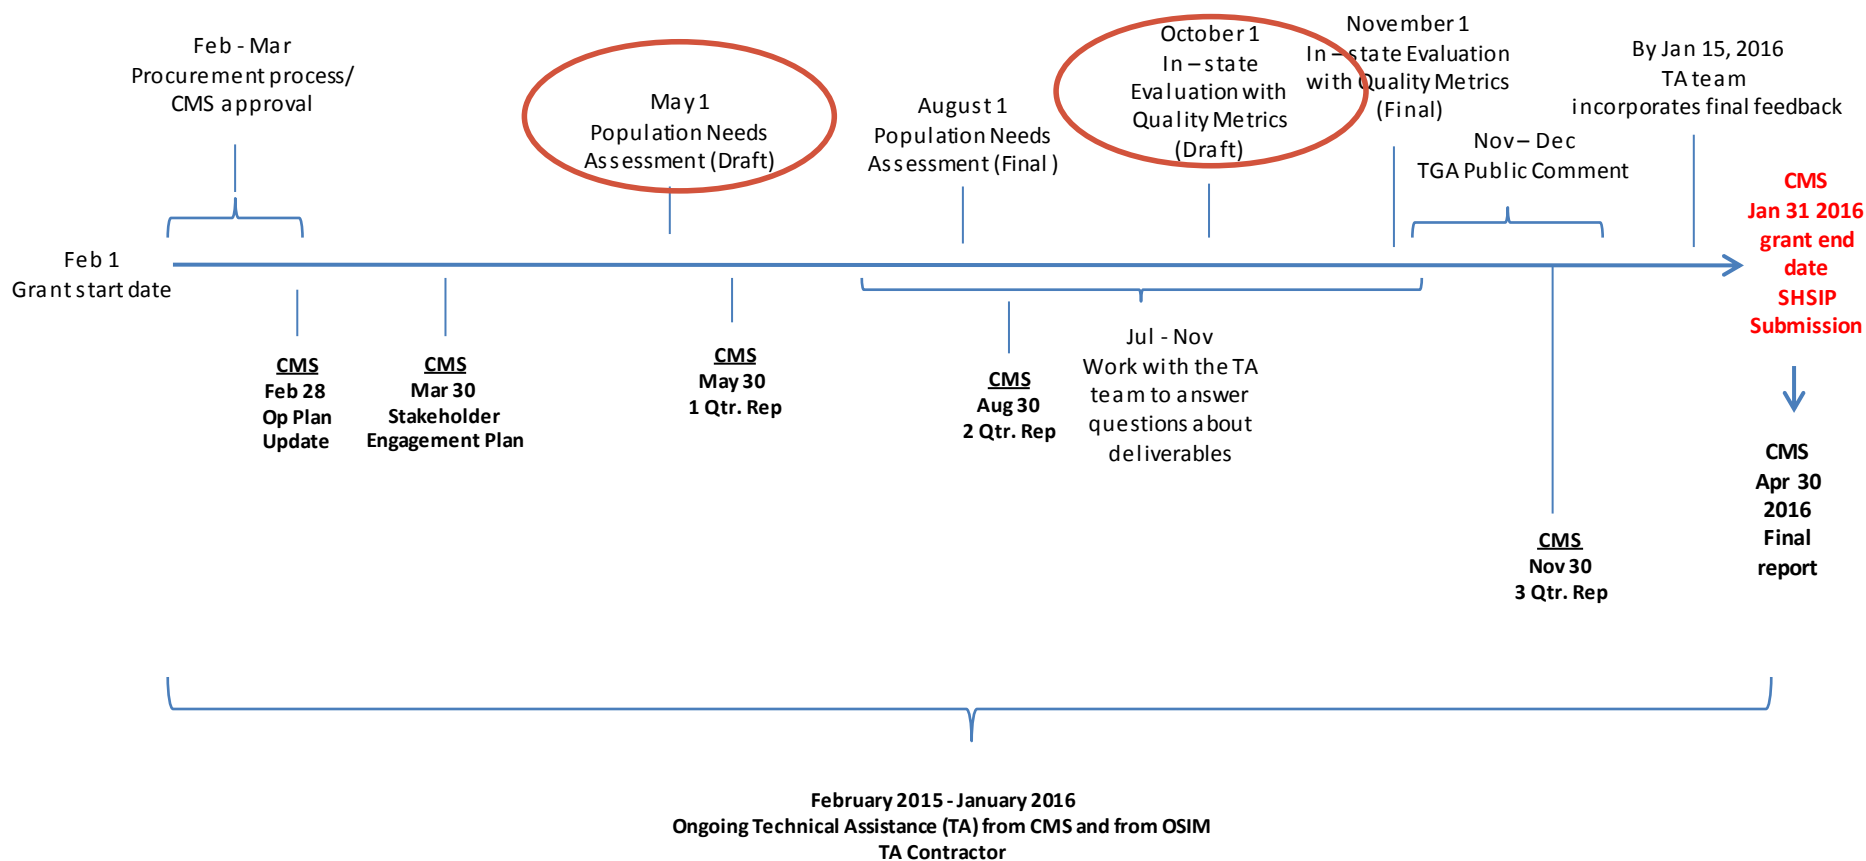 Feb - Mar
Procurement process/
CMS approval
May 1
Population Needs
Assessment (Draft)
August 1
Population Needs
Assessment (Final )
October 1
In – state
Evaluation with
Quality Metrics
(Draft)
November 1
In – state Evaluation
with Quality Metrics
(Final)
Nov – Dec
TGA Public Comment
By Jan 15, 2016
TA team
incorporates final feedback
CMS
Jan 31 2016
grant end
date
SHSIP
Submission
Feb 1
Grant start date
CMS
Feb 28
Op Plan
Update
CMS
Mar 30
Stakeholder
Engagement Plan
CMS
May 30
1 Qtr. Rep
CMS
Aug 30
2 Qtr. Rep
Jul - Nov
Work with the TA
team to answer
questions about
deliverables
CMS
Nov 30
3 Qtr. Rep
CMS
Apr 30
2016
Final
report
February 2015 - January 2016
Ongoing Technical Assistance (TA) from CMS and from OSIM
TA Contractor